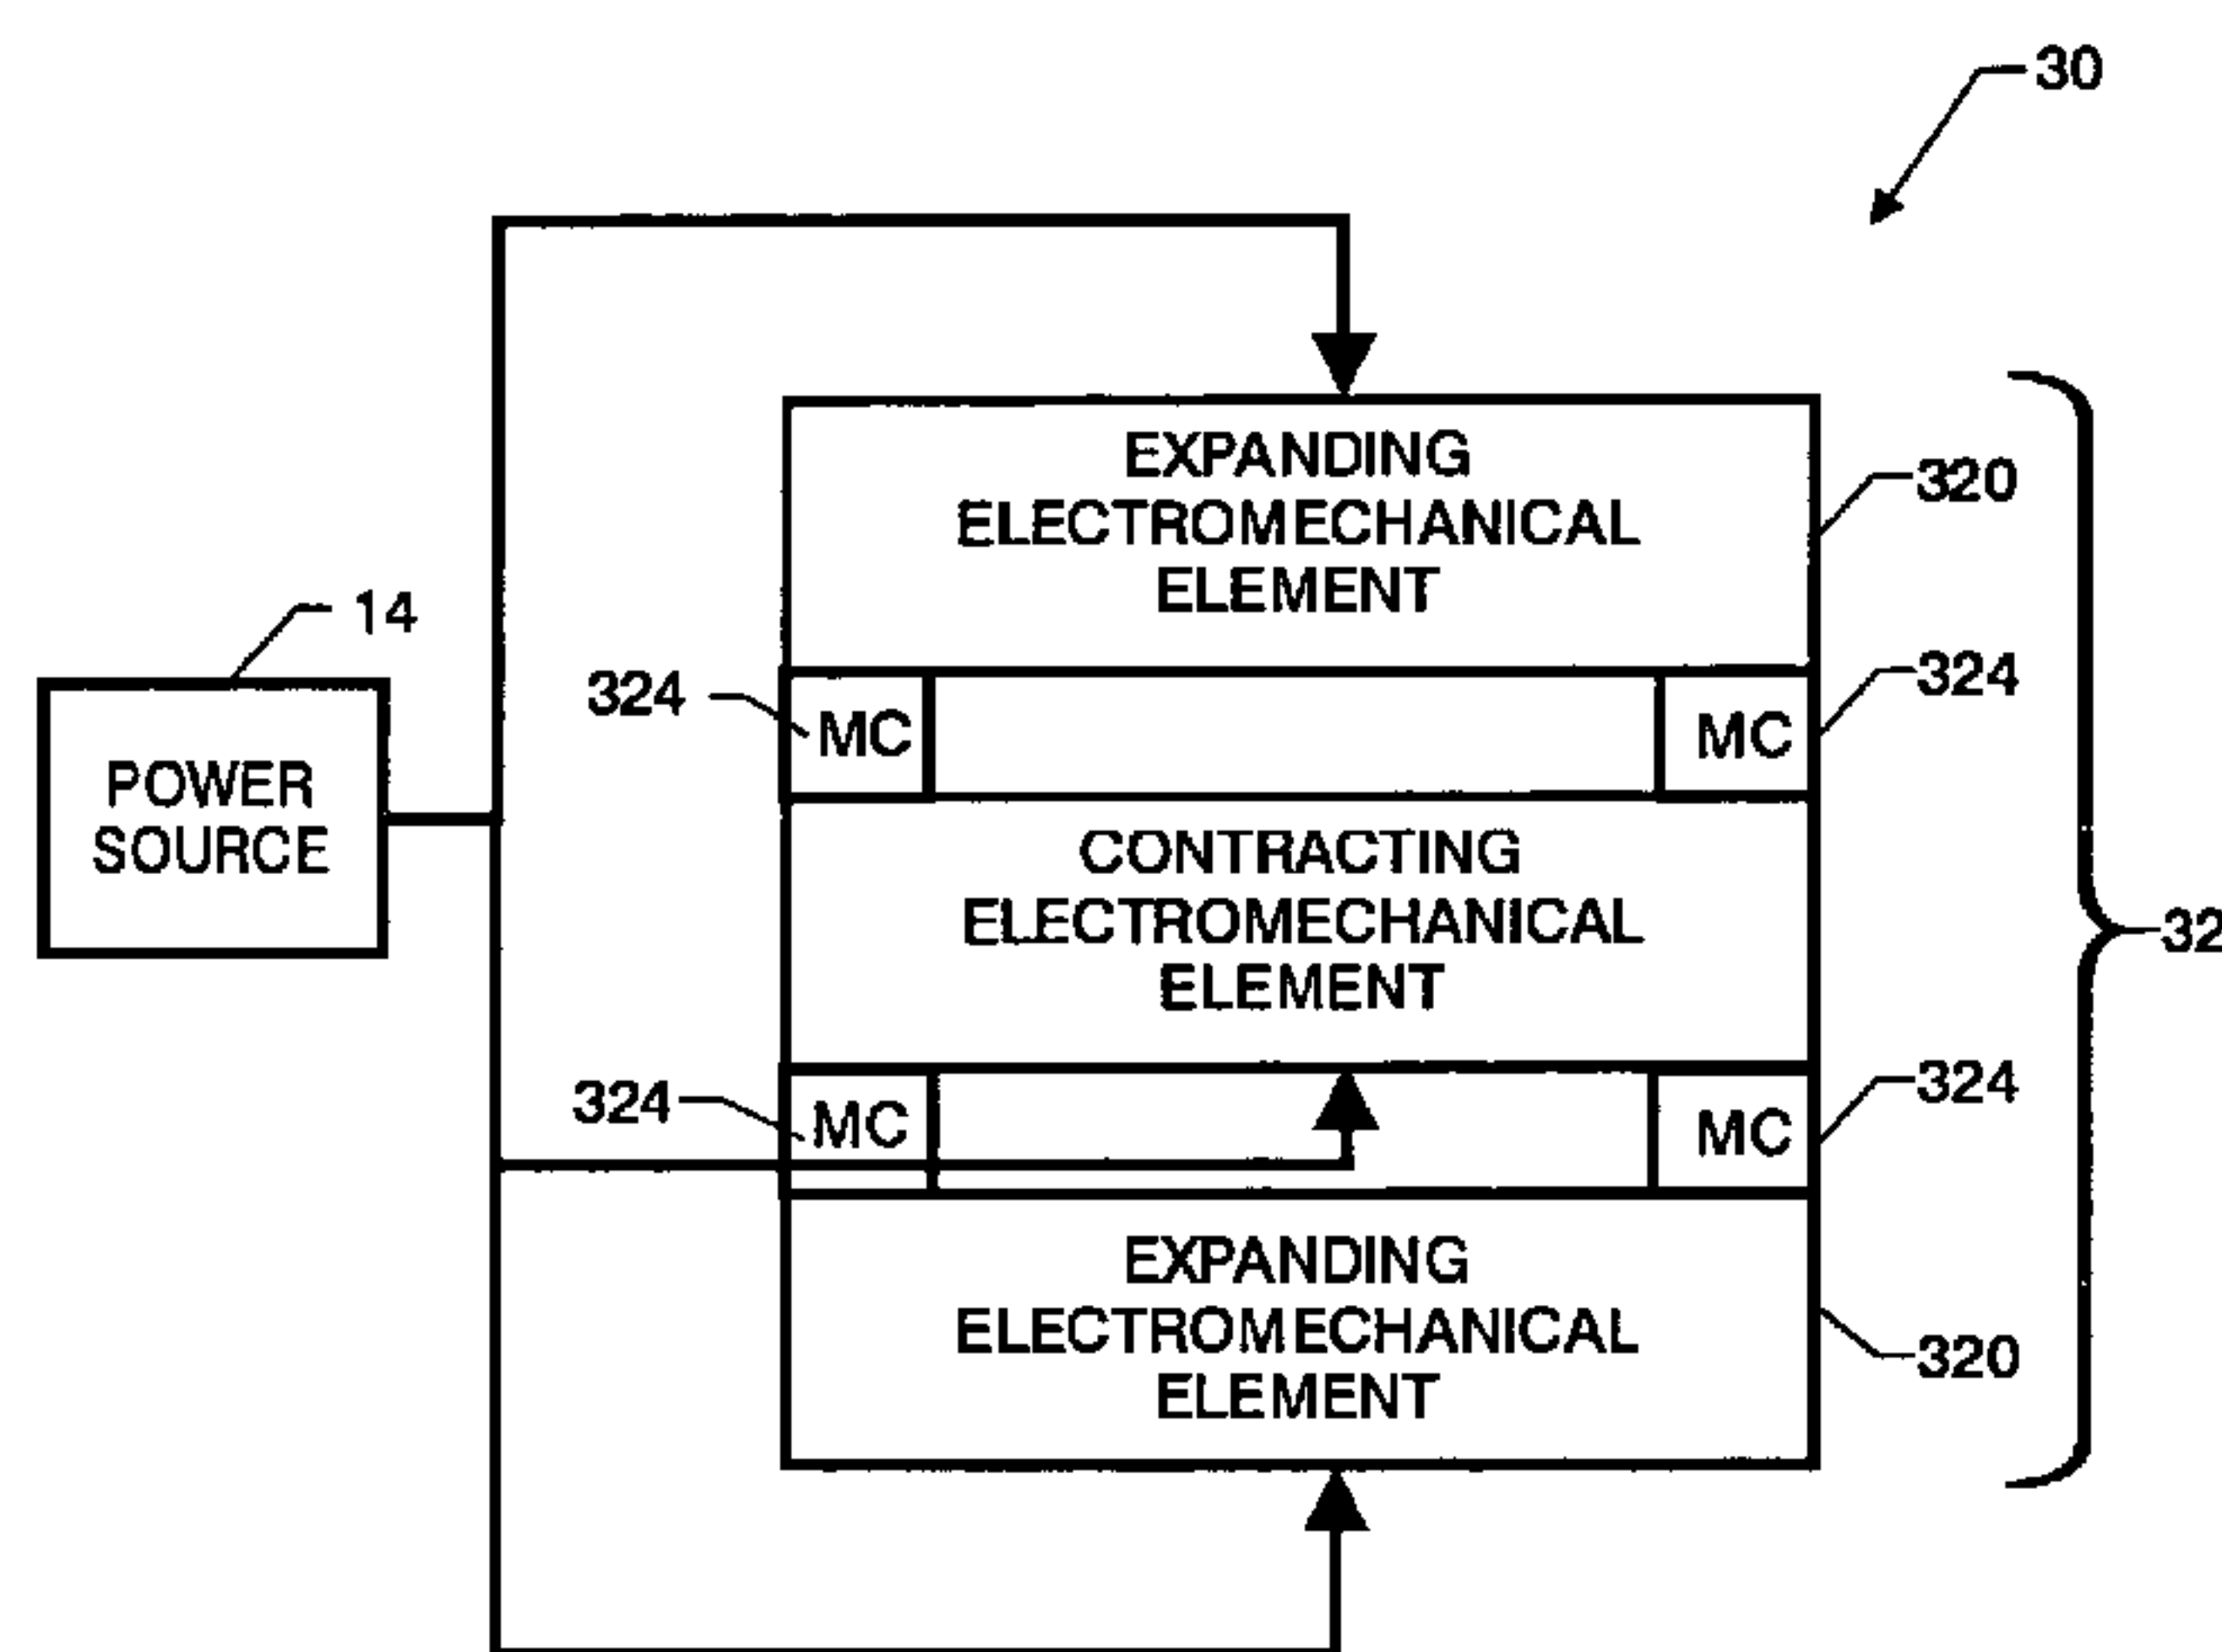 30
EXPANDING
ELECTROMECHANICAL
ELEMENT
320
14
324
MC
MC
324
POWER
SOURCE
CONTRACTING
ELECTROMECHANICAL
ELEMENT
32
324
MC
MC
324
EXPANDING
ELECTROMECHANICAL
ELEMENT
320